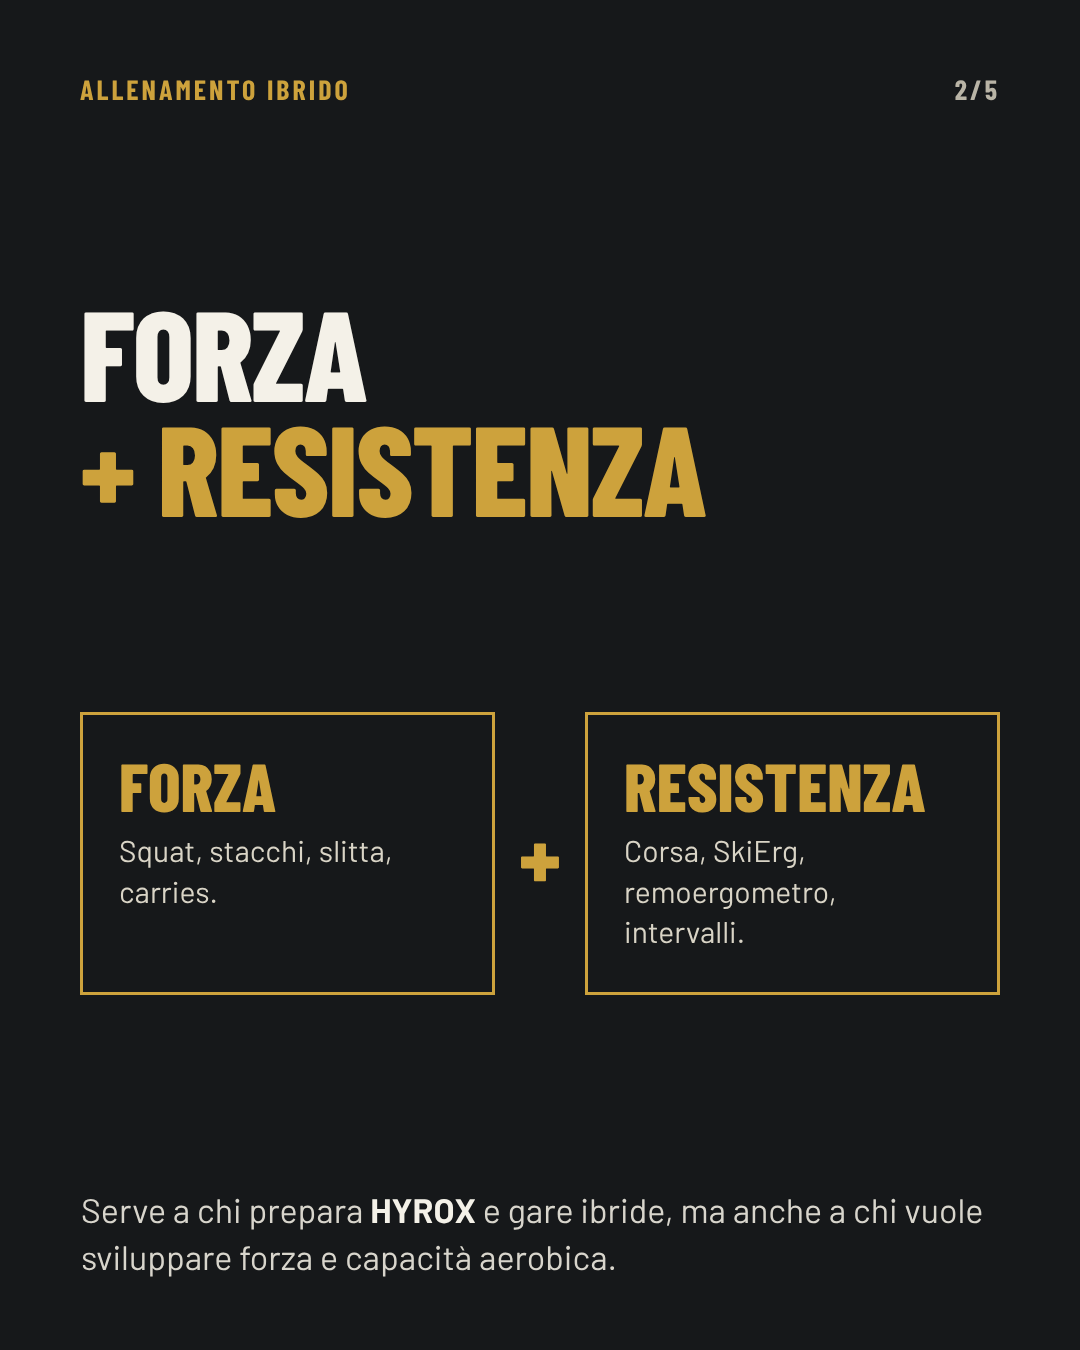 ALLENAMENTO IBRIDO
2/5
FORZA
+ RESISTENZA
FORZA
Squat, stacchi, slitta,
carries.
+
RESISTENZA
Corsa, SkiErg,
remoergometro,
intervalli.
Serve a chi prepara HYROX e gare ibride, ma anche a chi vuole
sviluppare forza e capacità aerobica.